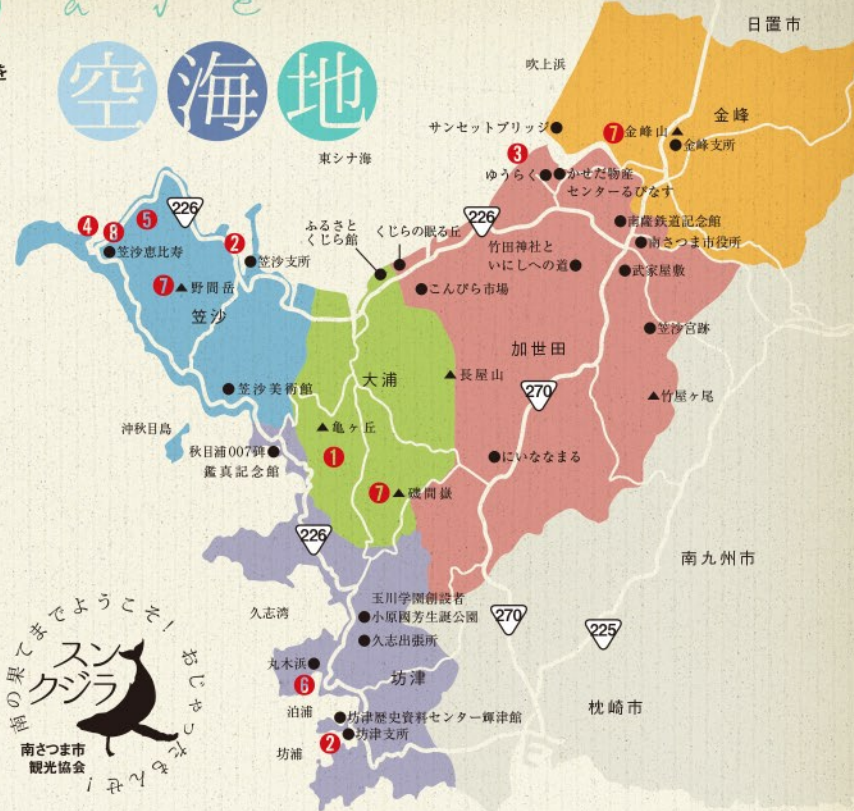 を
空 海 地
東シナ海
吹上浜
日置市
サンセットブリッジ
7 金峰山
金峰
金峰支所
3
ゆうらく
かせだ物産
センターるぴなす
226
南薩鉄道記念館
南さつま市役所
竹田神社と
いにしへの道
武家屋敷
ふるさと
くじら館
くじらの眠る丘
こんぴら市場
笠沙宮跡
加世田
長屋山
270
竹屋ヶ尾
にいななまる
226
4
8
5
笠沙恵比寿
2
笠沙支所
7 野間岳
笠沙
笠沙美術館
大浦
亀ヶ丘
1
7 磯間嶽
沖秋目島
秋目浦007碑
鑑真記念館
226
久志湾
玉川学園創設者
小原國芳生誕公園
久志出張所
丸木浜
6
坊津
泊浦
坊津歴史資料センター輝津館
坊津支所
2
坊浦
南九州市
270
225
枕崎市
南の果てまでようこそ!
おじゃったもんせ!
スン
クジラ
南さつま市
観光協会